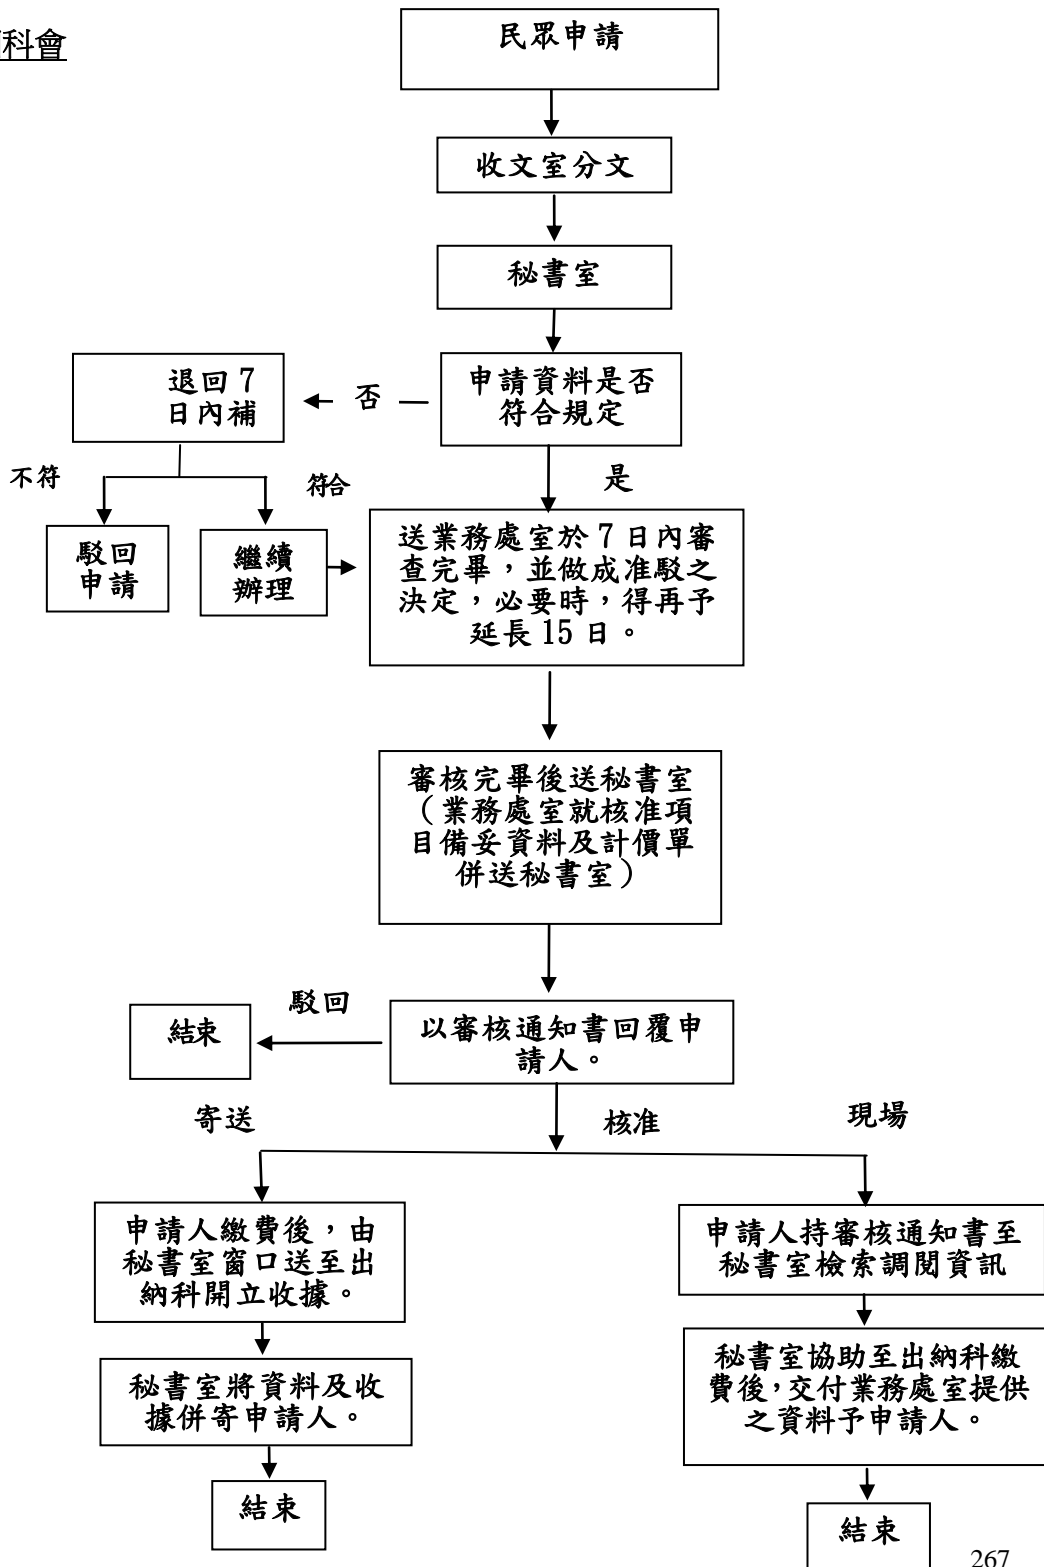 科會
民眾申請
收文室分文
秘書室
申請資料是否
符合規定
否
退回 7
日內補
不符
符合
是
駁回
申請
繼續
辦理
送業務處室於 7 日內審
查完畢，並做成准駁之
決定，必要時，得再予
延長 15 日。
審核完畢後送秘書室
（業務處室就核准項
目備妥資料及計價單
併送秘書室）
駁回
結束
以審核通知書回覆申
請人。
寄送
核准
現場
申請人繳費後，由
秘書室窗口送至出
納科開立收據。
秘書室將資料及收
據併寄申請人。
結束
申請人持審核通知書至
秘書室檢索調閱資訊
秘書室協助至出納科繳
費後，交付業務處室提供
之資料予申請人。
結束
267